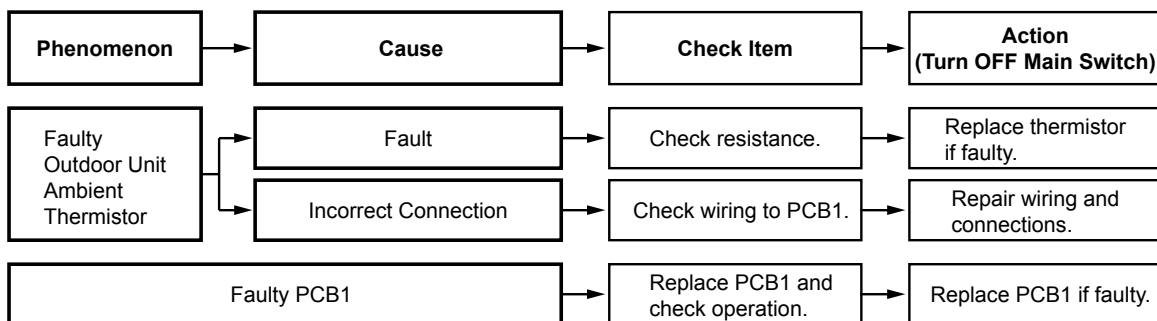 Phenomenon
Cause
Check Item
Action
(Turn OFF Main Switch)
Faulty
Outdoor Unit
Ambient
Thermistor
Fault
Check resistance.
Replace thermistor
if faulty.
Incorrect Connection
Check wiring to PCB1.
Repair wiring and
connections.
Faulty PCB1
Replace PCB1 and
check operation.
Replace PCB1 if faulty.